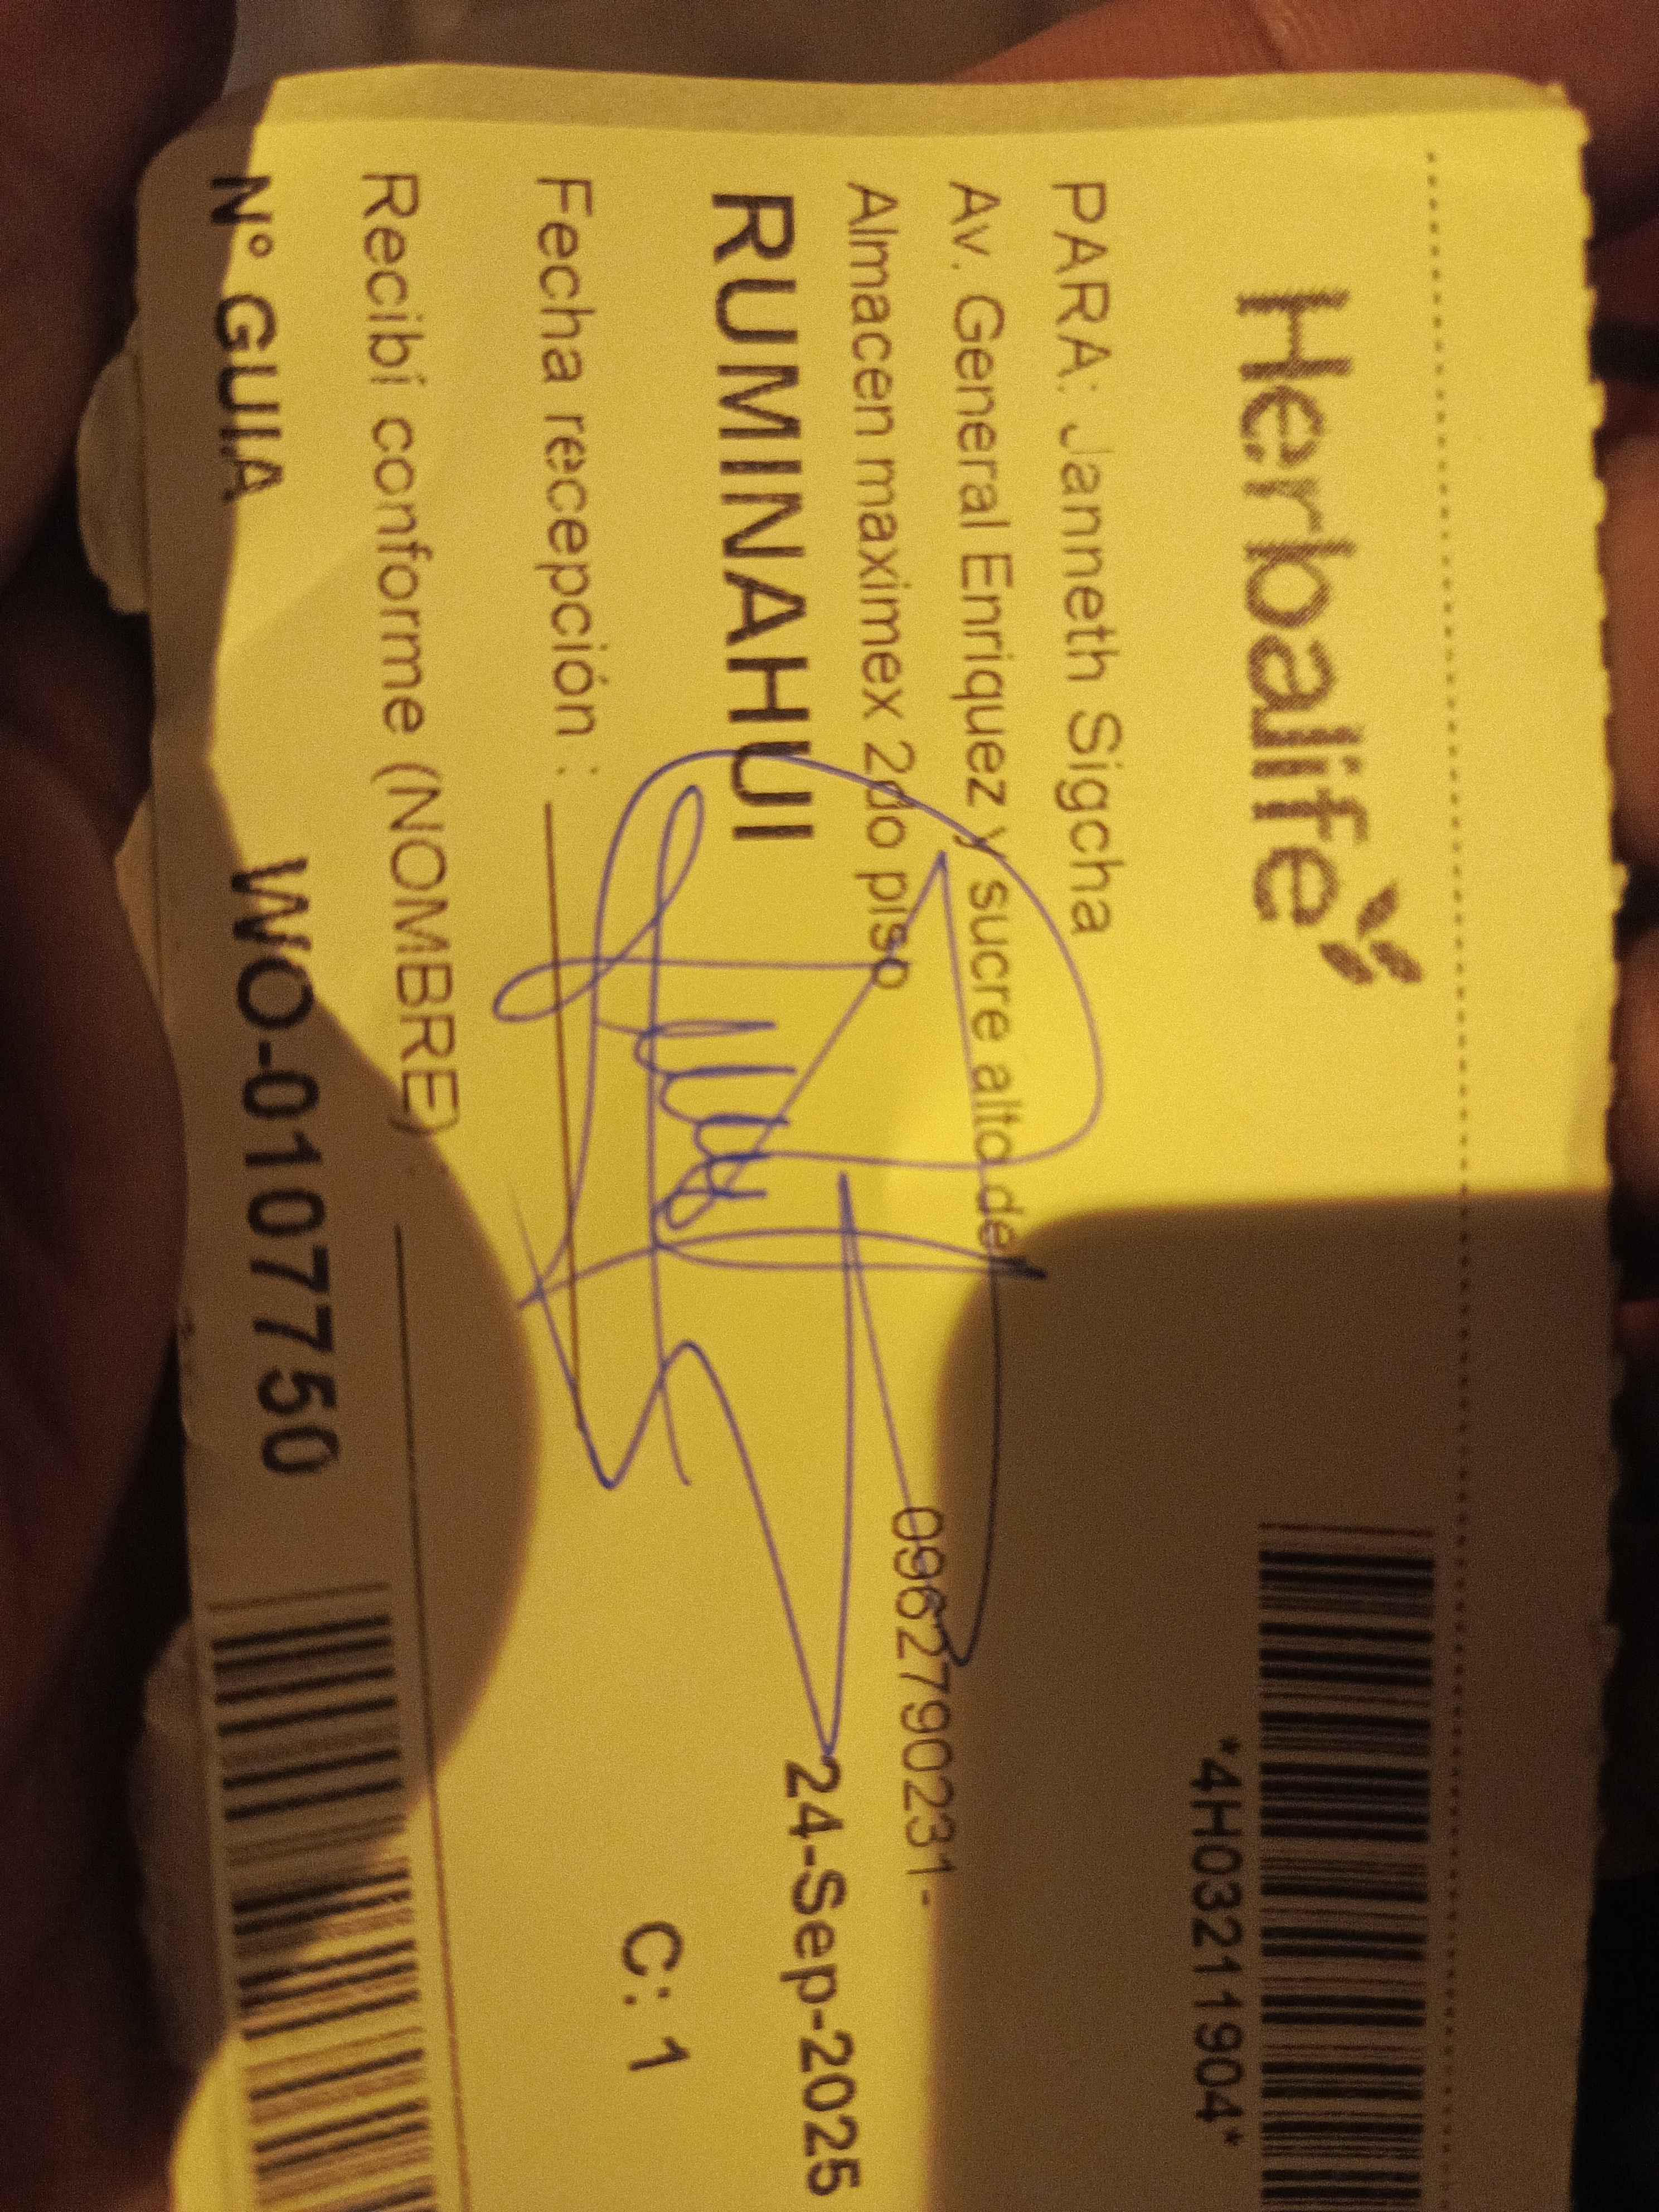 Herbalife
*4H03211904*
PARA: Janneth Sigcha
Av. General Enriquez y sucre alto del
Almacen maximex 2do piso
0962790231-
RUMINAHUI
24-Sep-2025
C: 1
Fecha recepción :
Recibí conforme (NOMBRE)
N° GUIA WO-0107750